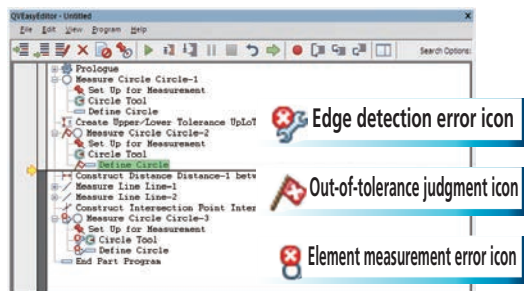 QVEasyEditor - Untitled
x
File Edit View Program Help
Search Options:
Prologue
Measure Circle Circle-1
Set Up for Measurement
Circle Tool
Define Circle
Create Upper/Lower Tolerance UpLoT
Measure Circle Circle-2
Set Up for Measurement
Circle Tool
Define Circle
Construct Distance Distance-1 betw
Measure Line Line-1
Measure Line Line-2
Construct Intersection Point Inter
Measure Circle Circle-3
Set Up for Measurement
Circle Tool
Define Circle
End Part Program
Edge detection error icon
Out-of-tolerance judgment icon
Element measurement error icon